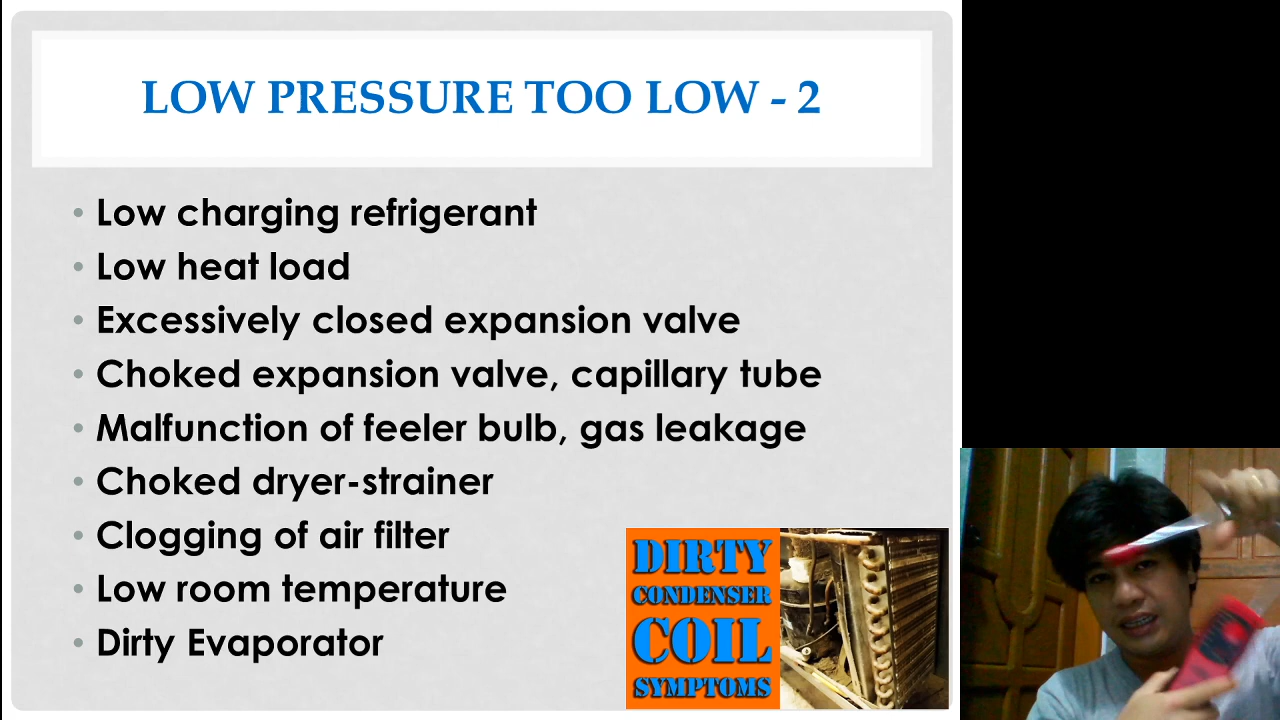 LOW PRESSURE TOO LOW - 2
• Low charging refrigerant
• Low heat load
• Excessively closed expansion valve
• Choked expansion valve, capillary tube
• Malfunction of feeler bulb, gas leakage
• Choked dryer-strainer
• Clogging of air filter
• Low room temperature
• Dirty Evaporator
DIRTY
CONDENSER
COIL
SYMPTOMS